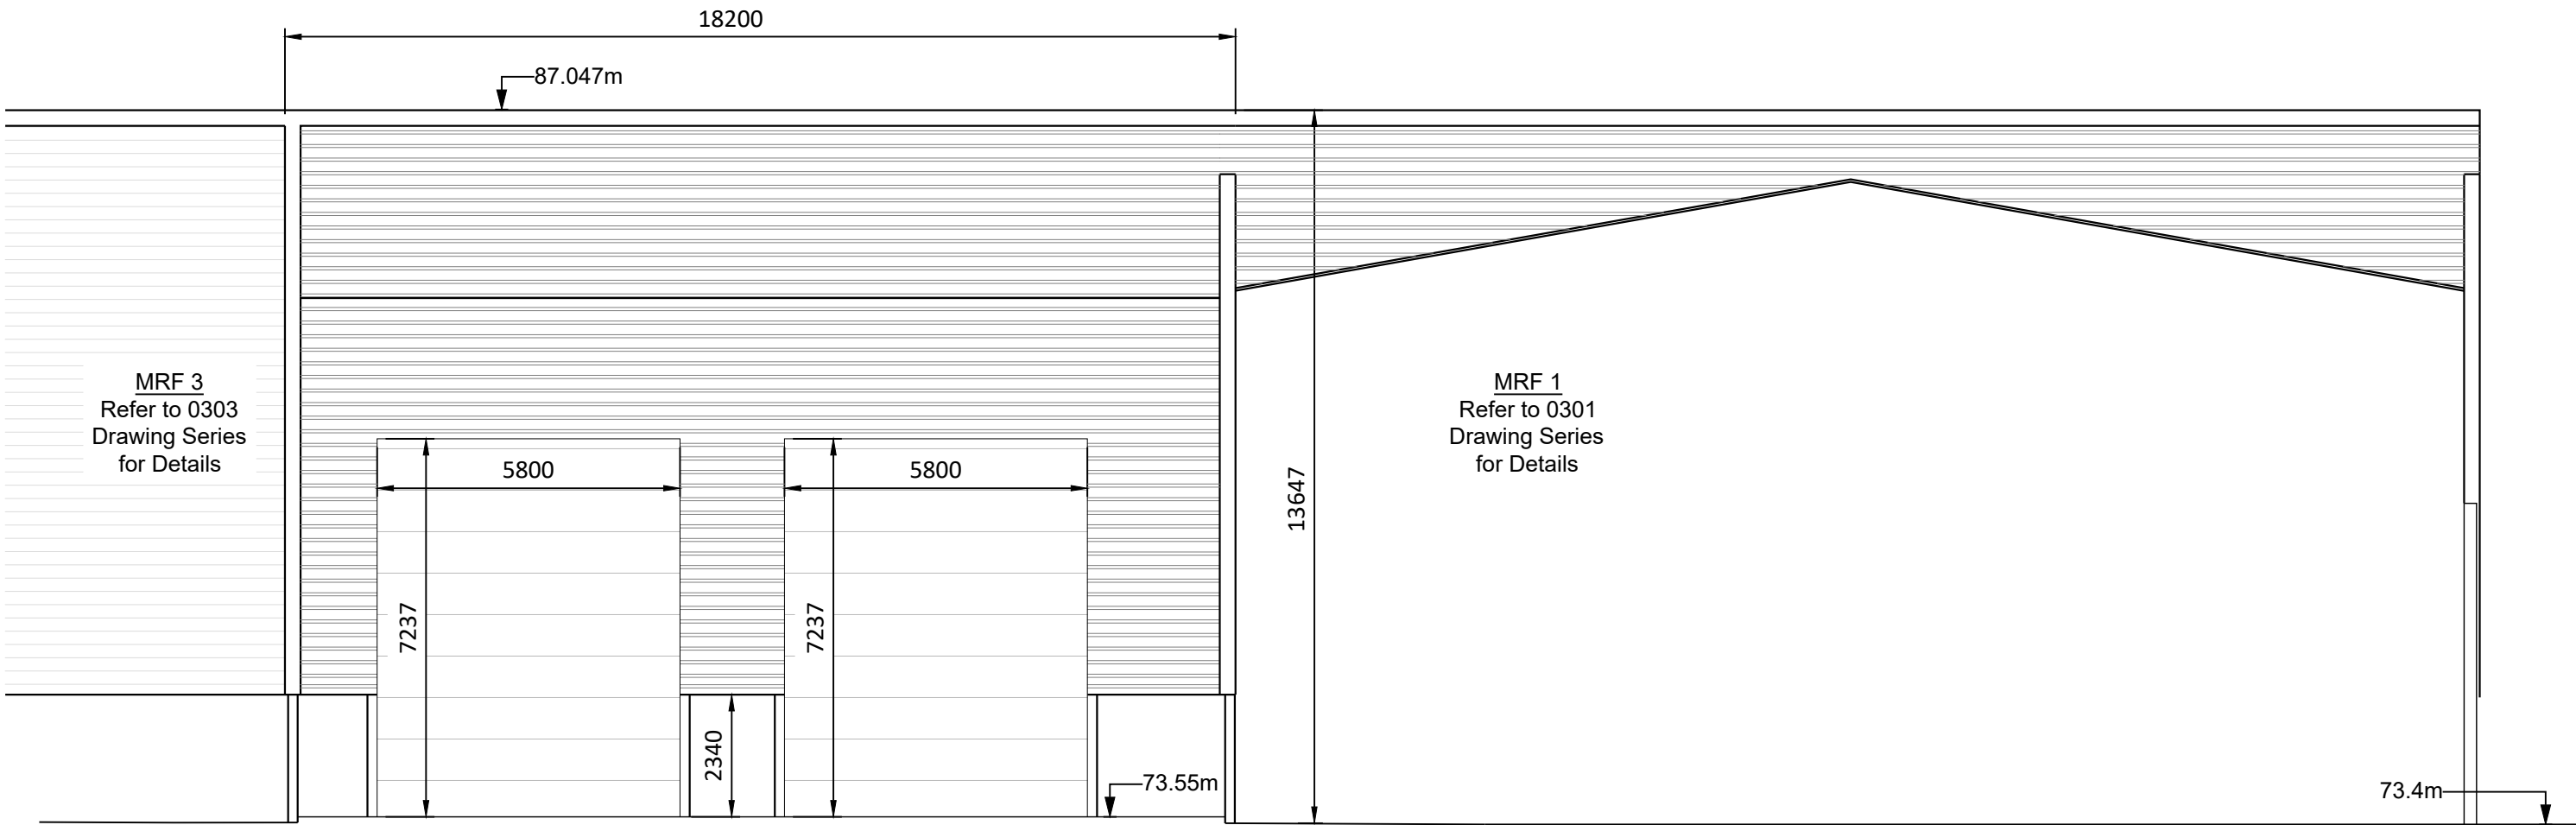 18200
87.047m
MRF 3
Refer to 0303
Drawing Series
for Details
MRF 1
Refer to 0301
Drawing Series
for Details
5800
5800
13647
7237
7237
2340
73.55m
73.4m